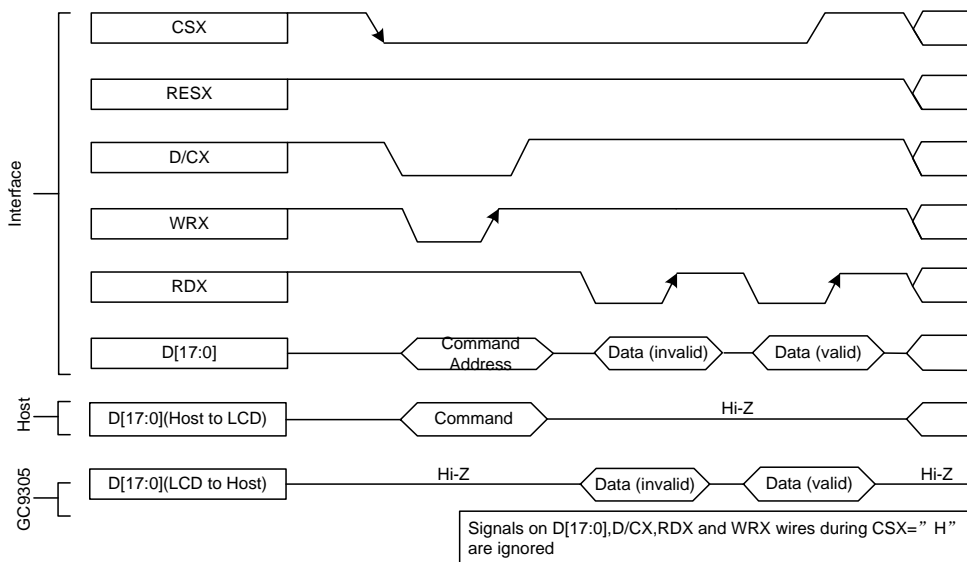 CSX
RESX
D/CX
WRX
RDX
D[17:0]
Command
Address
Data (invalid)
Data (valid)
Interface
D[17:0](Host to LCD)
Command
Hi-Z
Host
D[17:0](LCD to Host)
Hi-Z
Data (invalid)
Data (valid)
Hi-Z
GC9305
Signals on D[17:0],D/CX,RDX and WRX wires during CSX=”H”
are ignored